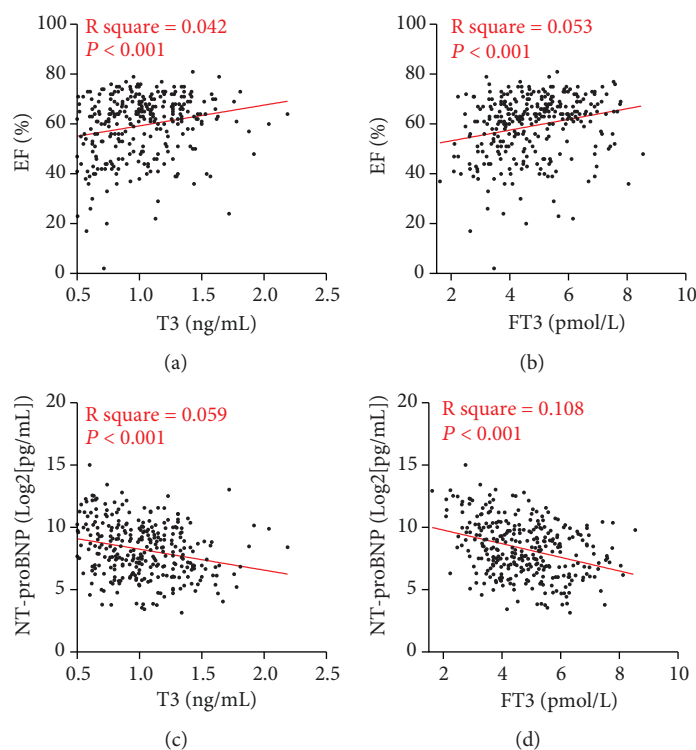 R square = 0.042
P < 0.001
EF (%)
100
80
60
40
20
0
0.5
1.0
1.5
2.0
2.5
T3 (ng/mL)
(a)
R square = 0.053
P < 0.001
EF (%)
100
80
60
40
20
0
2
4
6
8
10
FT3 (pmol/L)
(b)
R square = 0.059
P < 0.001
NT-proBNP (Log2[pg/mL])
20
15
10
5
0
0.5
1.0
1.5
2.0
2.5
T3 (ng/mL)
(c)
R square = 0.108
P < 0.001
NT-proBNP (Log2[pg/mL])
20
15
10
5
0
2
4
6
8
10
FT3 (pmol/L)
(d)